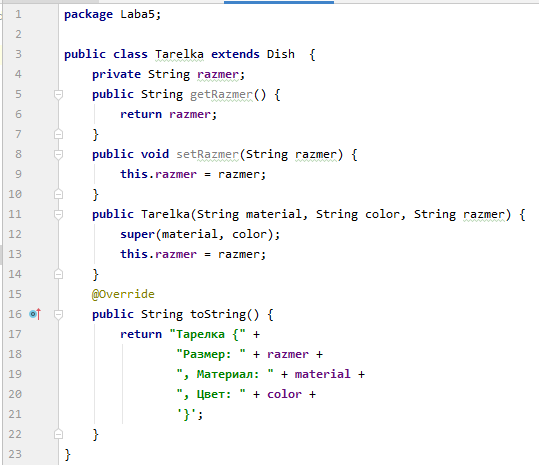 1 package Laba5;
2
3 public class Tarelka extends Dish  {
4     private String razmer;
5     public String getRazmer() {
6         return razmer;
7     }
8     public void setRazmer(String razmer) {
9         this.razmer = razmer;
10     }
11     public Tarelka(String material, String color, String razmer) {
12         super(material, color);
13         this.razmer = razmer;
14     }
15     @Override
16     public String toString() {
17         return "Тарелка {" +
18                 "Размер: " + razmer +
19                 ", Материал: " + material +
20                 ", Цвет: " + color +
21                 '}';
22     }
23 }